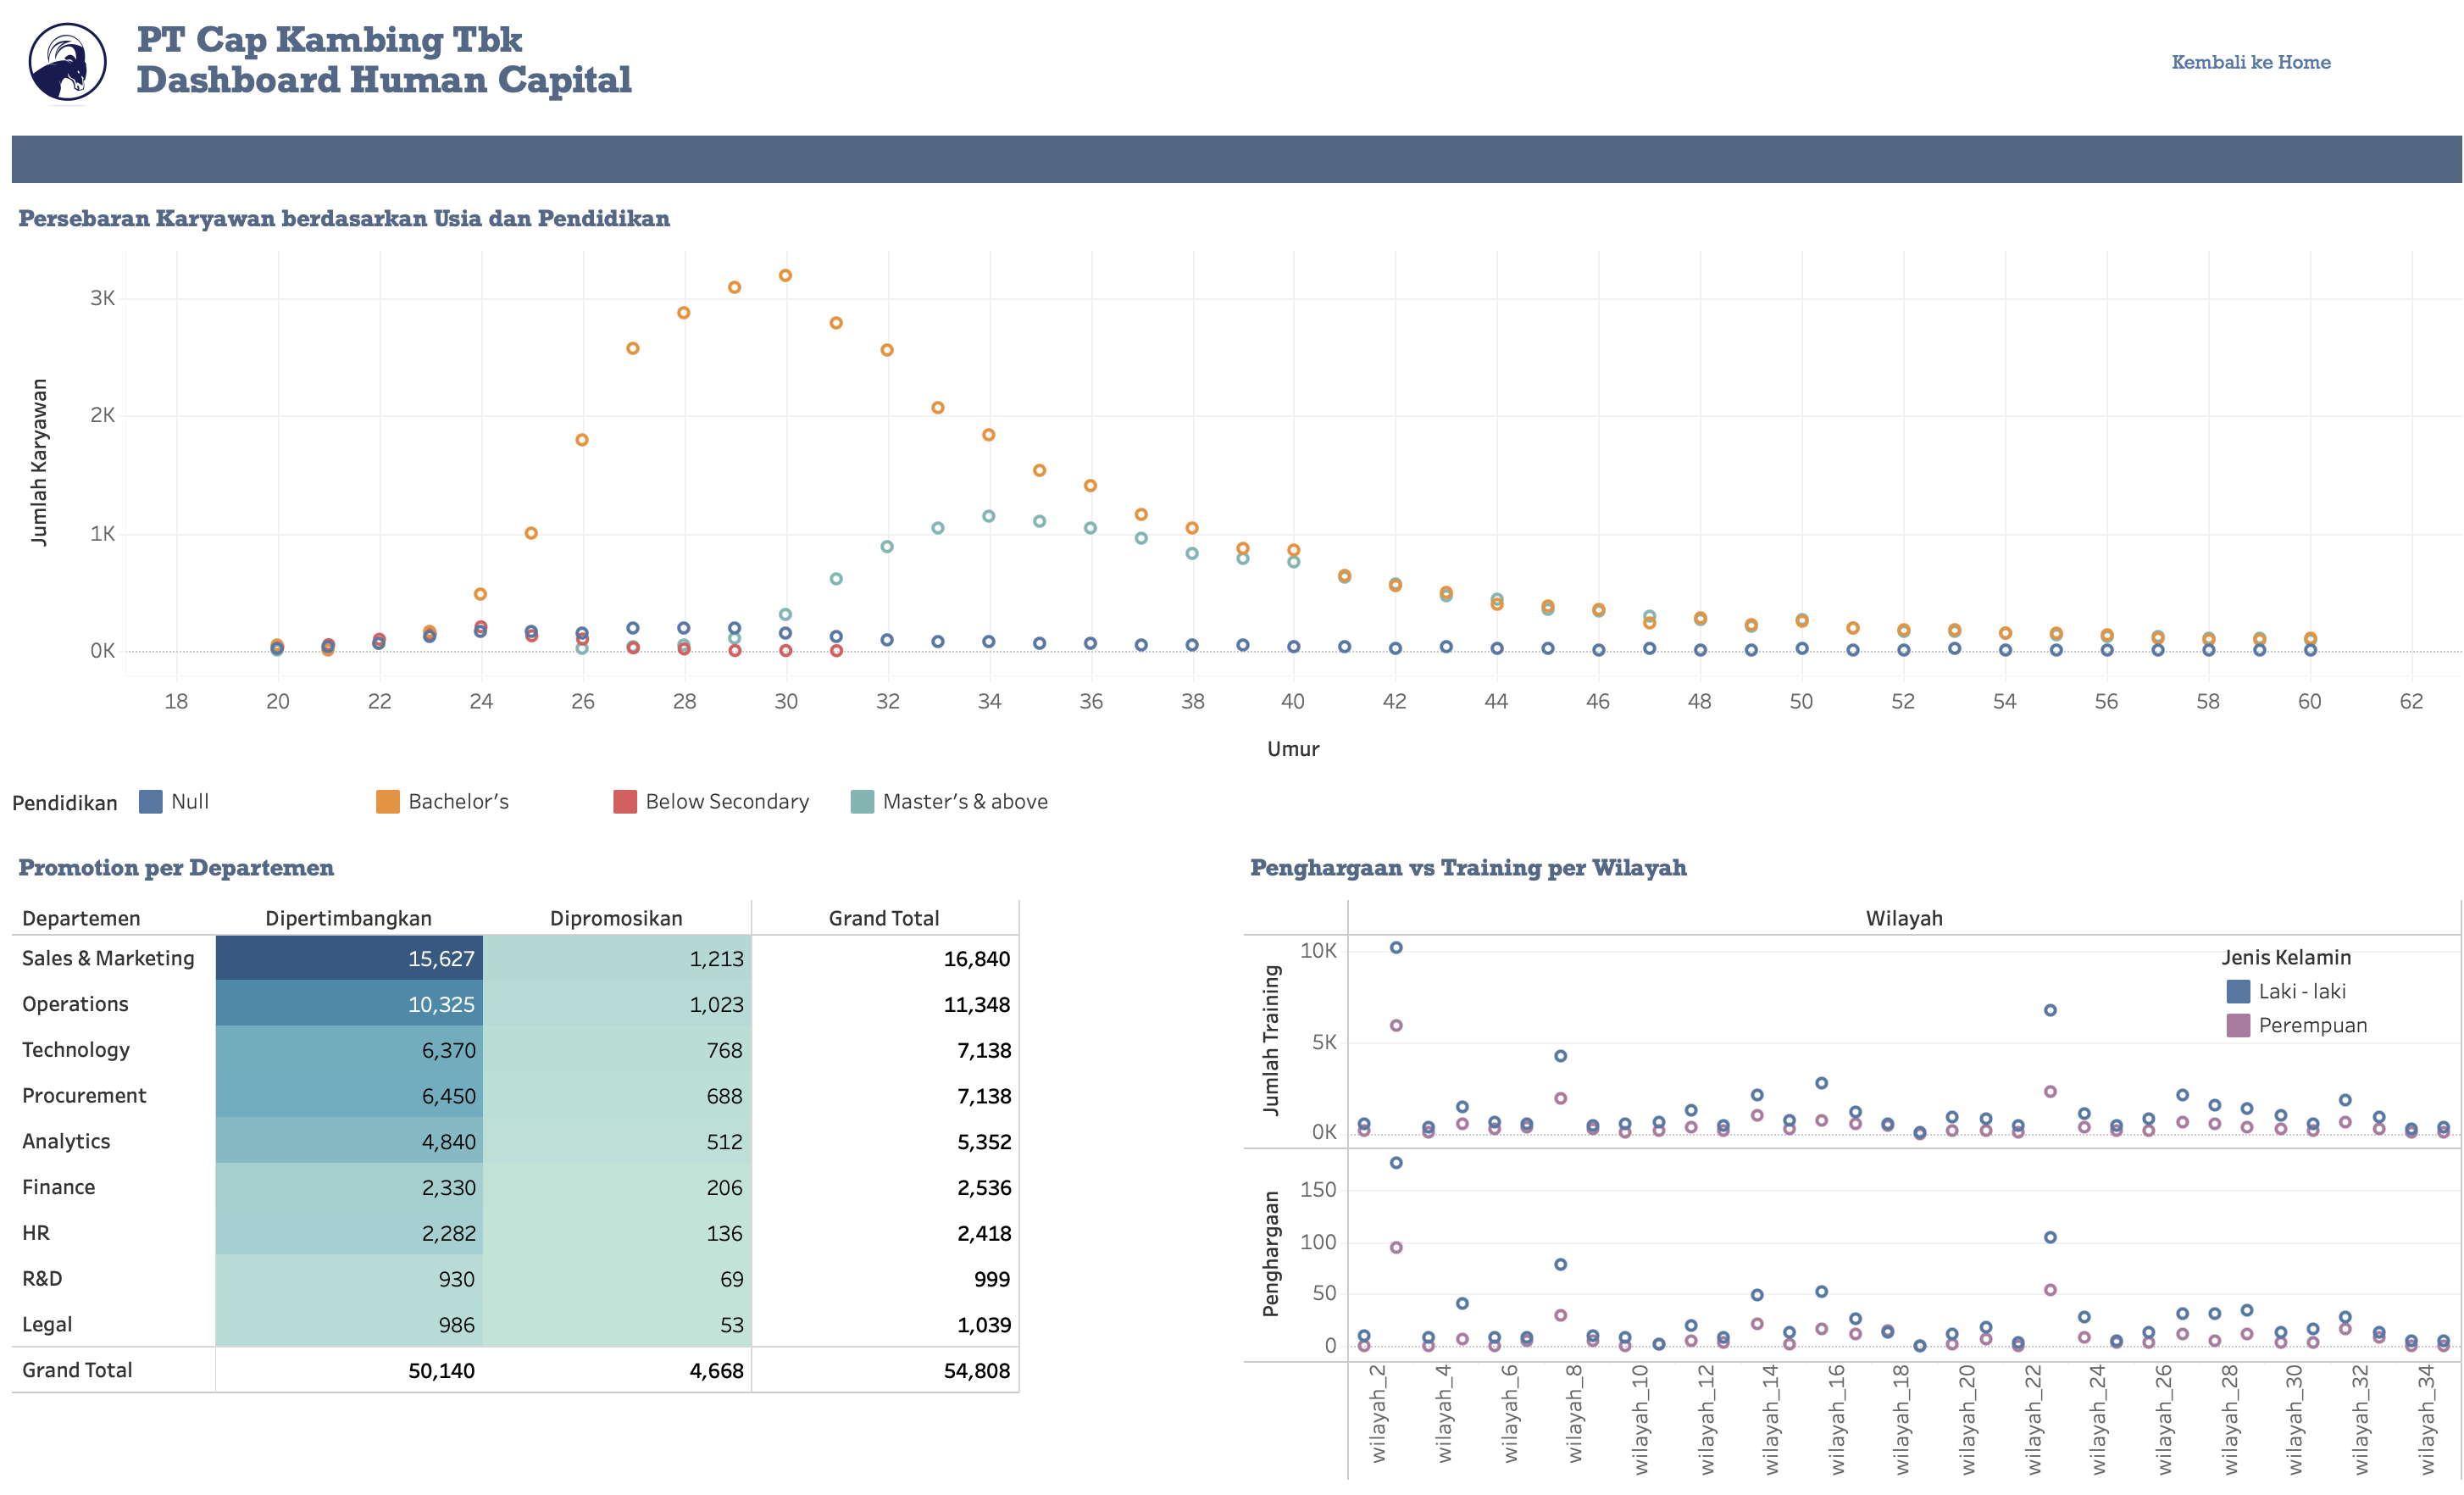 PT Cap Kambing Tbk
Dashboard Human Capital
Kembali ke Home
Persebaran Karyawan berdasarkan Usia dan Pendidikan
Jumlah Karyawan
3K
2K
1K
0K
18 20 22 24 26 28 30 32 34 36 38 40 42 44 46 48 50 52 54 56 58 60 62
Umur
Pendidikan Null Bachelor's Below Secondary Master's & above
Promotion per Departemen
Departemen Dipertimbangkan Dipromosikan Grand Total
Sales & Marketing 15,627 1,213 16,840
Operations 10,325 1,023 11,348
Technology 6,370 768 7,138
Procurement 6,450 688 7,138
Analytics 4,840 512 5,352
Finance 2,330 206 2,536
HR 2,282 136 2,418
R&D 930 69 999
Legal 986 53 1,039
Grand Total 50,140 4,668 54,808
Penghargaan vs Training per Wilayah
Wilayah
Jumlah Training
10K
5K
0K
Jenis Kelamin
Laki - laki
Perempuan
Penghargaan
150
100
50
0
wilayah_2 wilayah_4 wilayah_6 wilayah_8 wilayah_10 wilayah_12 wilayah_14 wilayah_16 wilayah_18 wilayah_20 wilayah_22 wilayah_24 wilayah_26 wilayah_28 wilayah_30 wilayah_32 wilayah_34